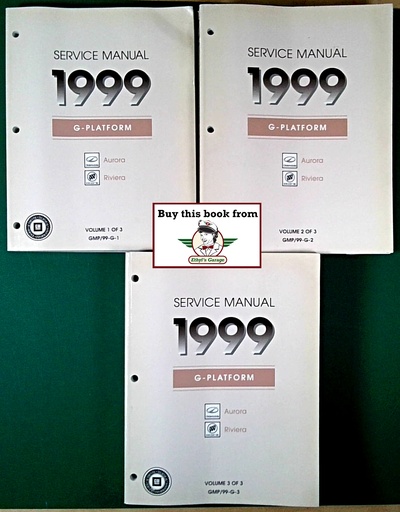 SERVICE MANUAL
1999
G-PLATFORM
Aurora
Riviera
VOLUME 1 OF 3
GMP/99-G-1
SERVICE MANUAL
1999
G-PLATFORM
Aurora
Riviera
VOLUME 2 OF 3
GMP/99-G-2
Buy this book from
Ethyl's Garage
SERVICE MANUAL
1999
G-PLATFORM
Aurora
Riviera
VOLUME 3 OF 3
GMP/99-G-3